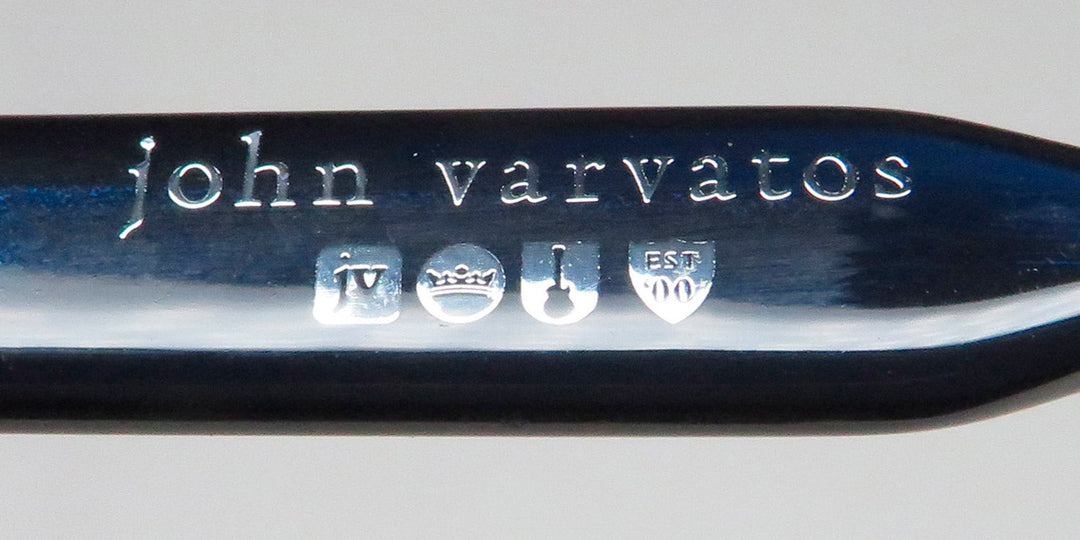 john varvatos
jv EST
'00'